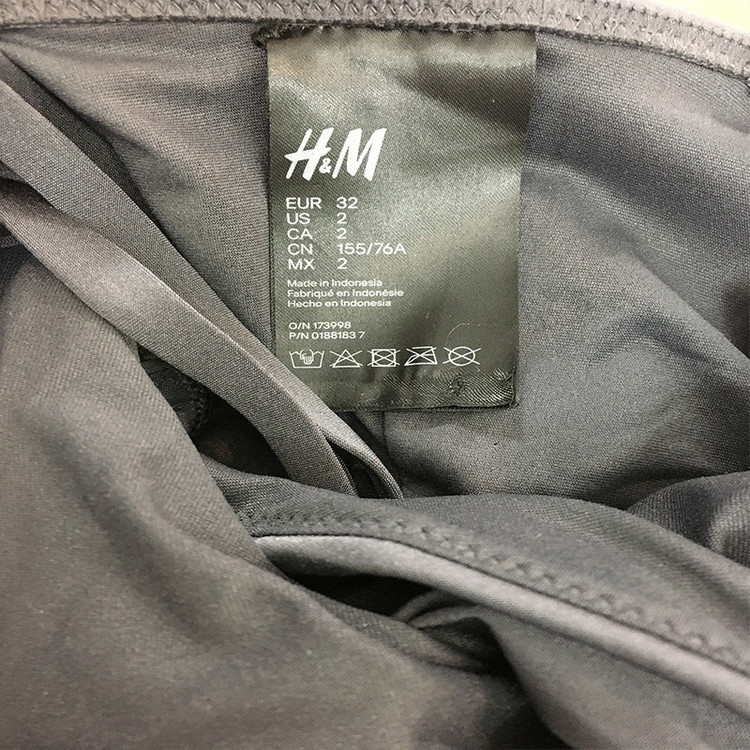 H&M
EUR 32
US 2
CA 2
CN 155/76A
MX 2
Made in Indonesia
Fabriqué en Indonésie
Hecho en Indonesia
O/N 173998
P/N 0188183 7